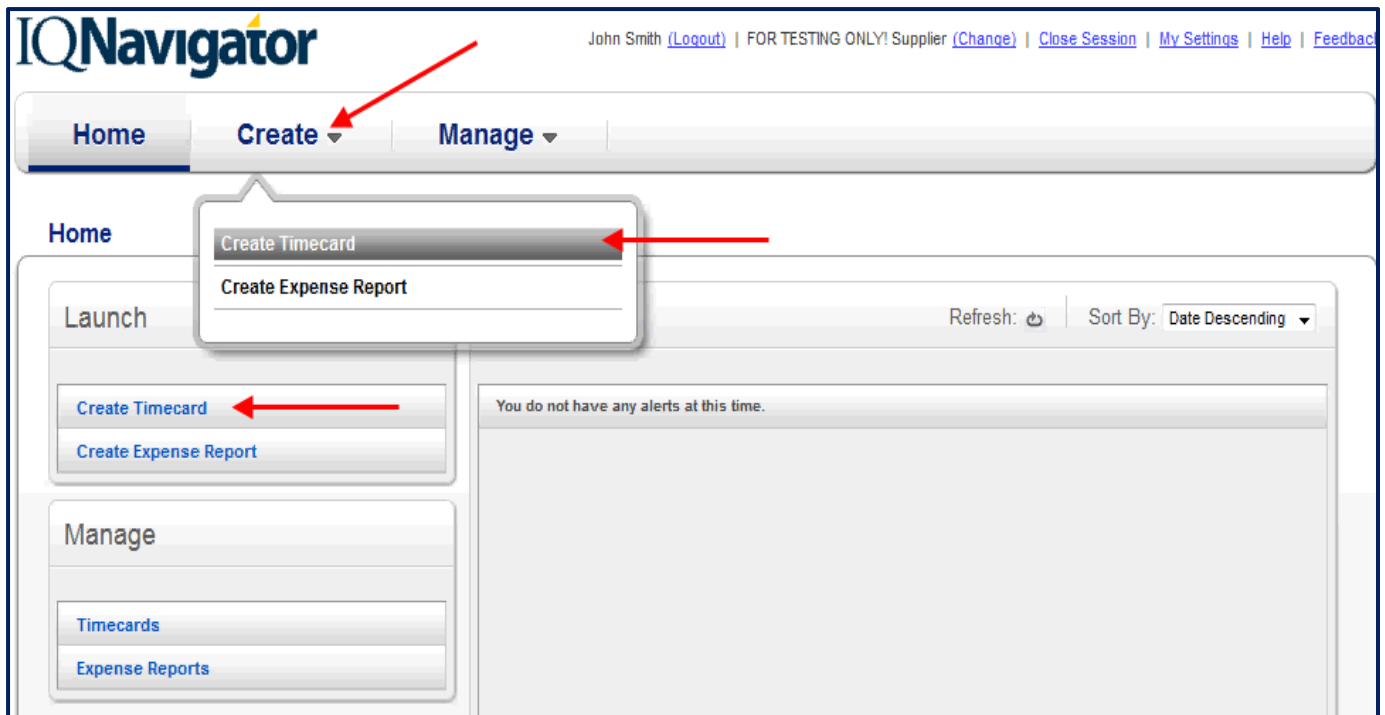 IQNavigator
John Smith (Logout) | FOR TESTING ONLY! Supplier (Change) | Close Session | My Settings | Help | Feedback
Home Create Manage
Home
Create Timecard
Create Expense Report
Launch
Refresh: Sort By: Date Descending
Create Timecard
Create Expense Report
You do not have any alerts at this time.
Manage
Timecards
Expense Reports